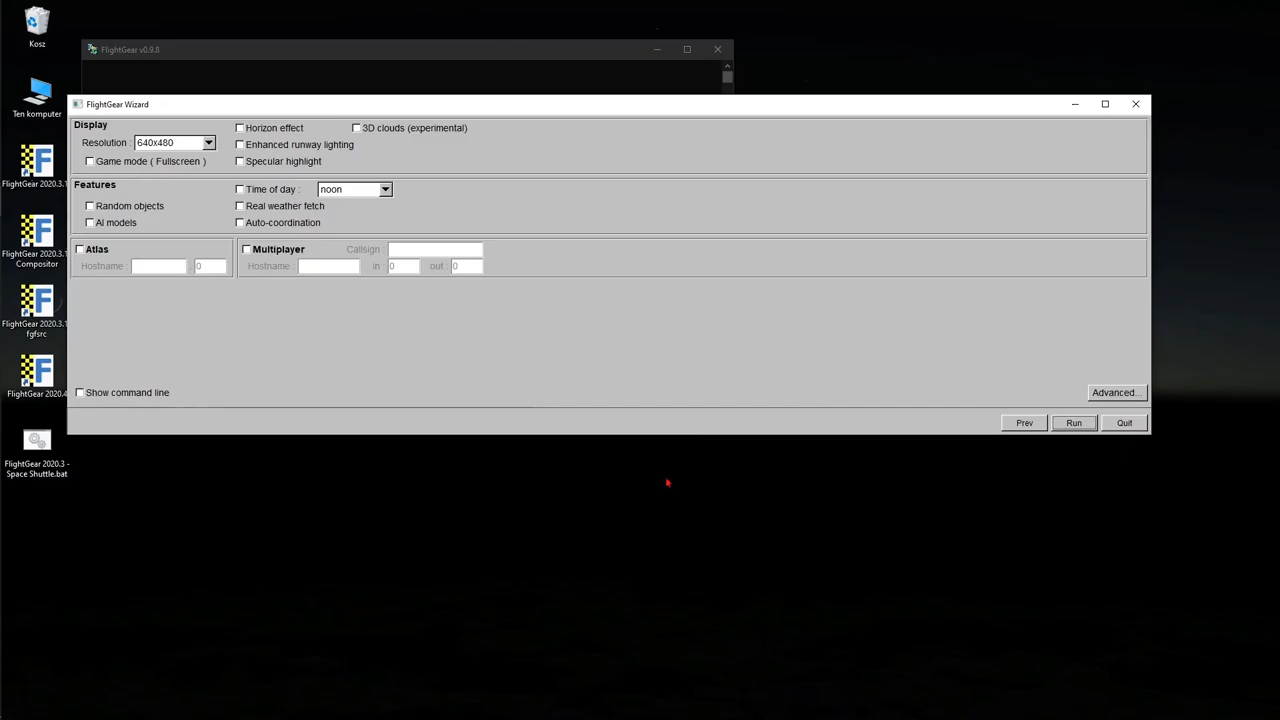 Kosz
Ten komputer
FlightGear 2020.3.1
FlightGear 2020.3.1
Compositor
FlightGear 2020.3.1
fgfsrc
FlightGear 2020.4
FlightGear 2020.3 -
Space Shuttle.bat
FlightGear v0.9.8
FlightGear Wizard
Display
Resolution : 640x480
Game mode ( Fullscreen )
Horizon effect
3D clouds (experimental)
Enhanced runway lighting
Specular highlight
Features
Random objects
AI models
Time of day : noon
Real weather fetch
Auto-coordination
Atlas
Hostname : : 0
Multiplayer Callsign :
Hostname : in : 0 out : 0
Show command line
Advanced...
Prev Run Quit